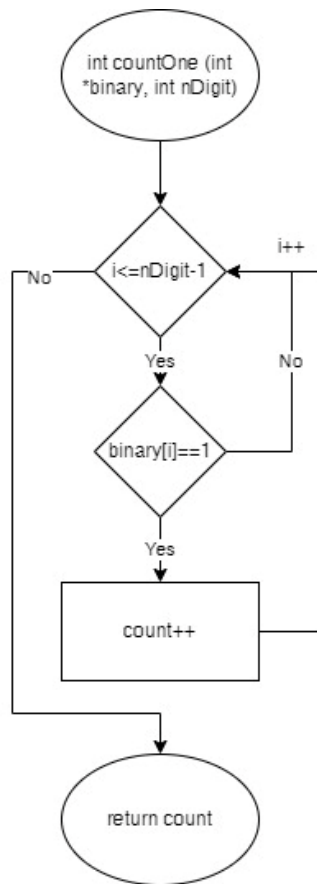 int countOne (int
*binary, int nDigit)
i++
i<=nDigit-1
No
Yes
No
binary[i]==1
Yes
count++
return count